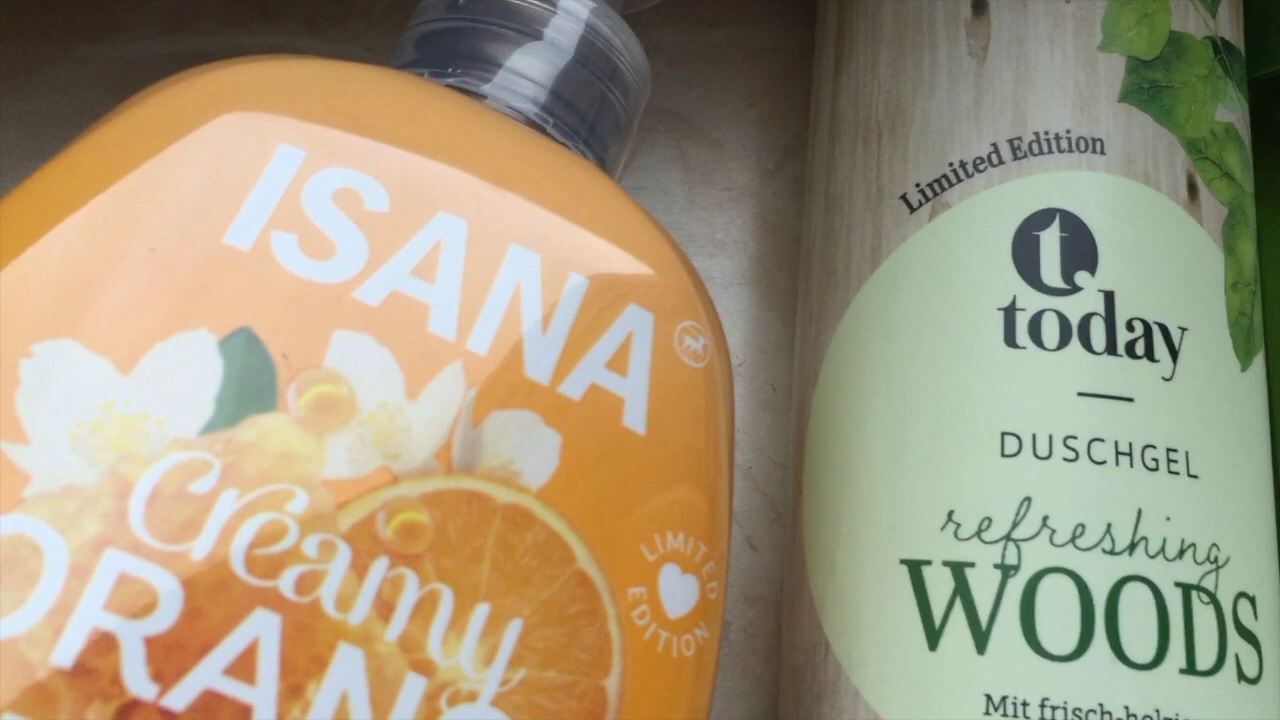 ISANA
Creamy
LIMITED
EDITION
Limited Edition
t
today
DUSCHGEL
refreshing
WOODS